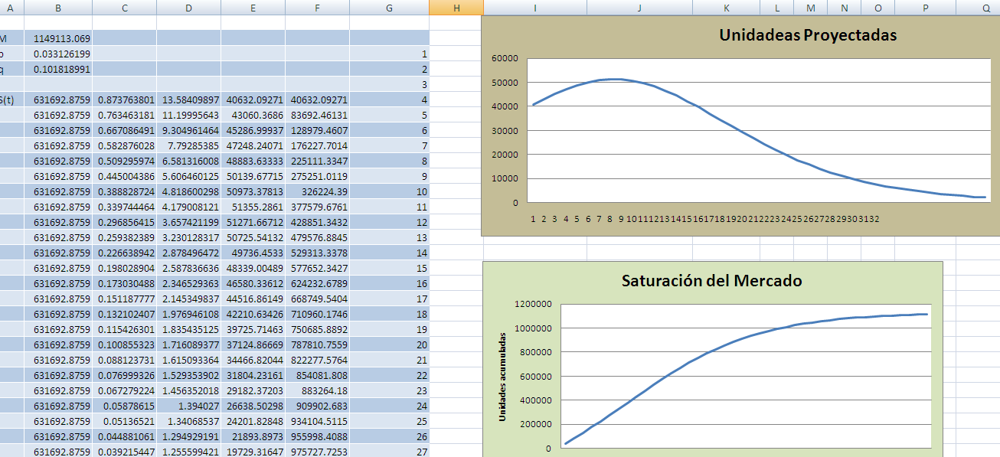 A B C D E F G H I J K L M N O P Q
M 1149113.069
p 0.033126199 1
q 0.101818991 2
3
S(t) 631692.8759 0.873763801 13.58409897 40632.09271 40632.09271 4
631692.8759 0.763463181 11.19995643 43060.3686 83692.46131 5
631692.8759 0.667086491 9.304961464 45286.99937 128979.4607 6
631692.8759 0.582876028 7.79285385 47248.24071 176227.7014 7
631692.8759 0.509295974 6.581316008 48883.63333 225111.3347 8
631692.8759 0.445004386 5.606460125 50139.67715 275251.0119 9
631692.8759 0.388828724 4.818600298 50973.37813 326224.39 10
631692.8759 0.339744464 4.179008121 51355.2861 377579.6761 11
631692.8759 0.296856415 3.657421199 51271.66712 428851.3432 12
631692.8759 0.259382389 3.230128317 50725.54132 479576.8845 13
631692.8759 0.226638942 2.878496472 49736.4533 529313.3378 14
631692.8759 0.198028904 2.587836636 48339.00489 577652.3427 15
631692.8759 0.173030488 2.346529363 46580.33612 624232.6789 16
631692.8759 0.151187777 2.145349837 44516.86149 668749.5404 17
631692.8759 0.132102407 1.976946108 42210.63426 710960.1746 18
631692.8759 0.115426301 1.835435125 39725.71463 750685.8892 19
631692.8759 0.100855323 1.716089377 37124.86669 787810.7559 20
631692.8759 0.088123731 1.615093364 34466.82044 822277.5764 21
631692.8759 0.076999326 1.529353902 31804.23161 854081.808 22
631692.8759 0.067279224 1.456352018 29182.37203 883264.18 23
631692.8759 0.05878615 1.394027 26638.50298 909902.683 24
631692.8759 0.05136521 1.34068537 24201.82848 934104.5115 25
631692.8759 0.044881061 1.294929191 21893.8973 955998.4088 26
631692.8759 0.039215447 1.255599421 19729.31647 975727.7253 27
Unidadeas Proyectadas
60000
50000
40000
30000
20000
10000
0
1 2 3 4 5 6 7 8 9 10 11 12 13 14 15 16 17 18 19 20 21 22 23 24 25 26 27 28 29 30 31 32
Saturación del Mercado
Unidades acumuladas
1200000
1000000
800000
600000
400000
200000
0